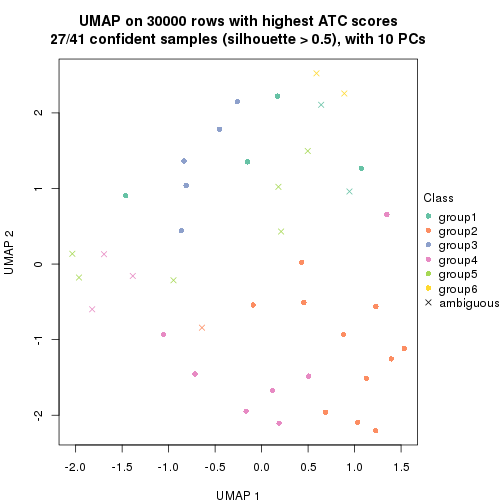 UMAP on 30000 rows with highest ATC scores
27/41 confident samples (silhouette > 0.5), with 10 PCs
UMAP 2
2
1
0
-1
-2
-2.0 -1.5 -1.0 -0.5 0.0 0.5 1.0 1.5
UMAP 1
Class
group1
group2
group3
group4
group5
group6
ambiguous